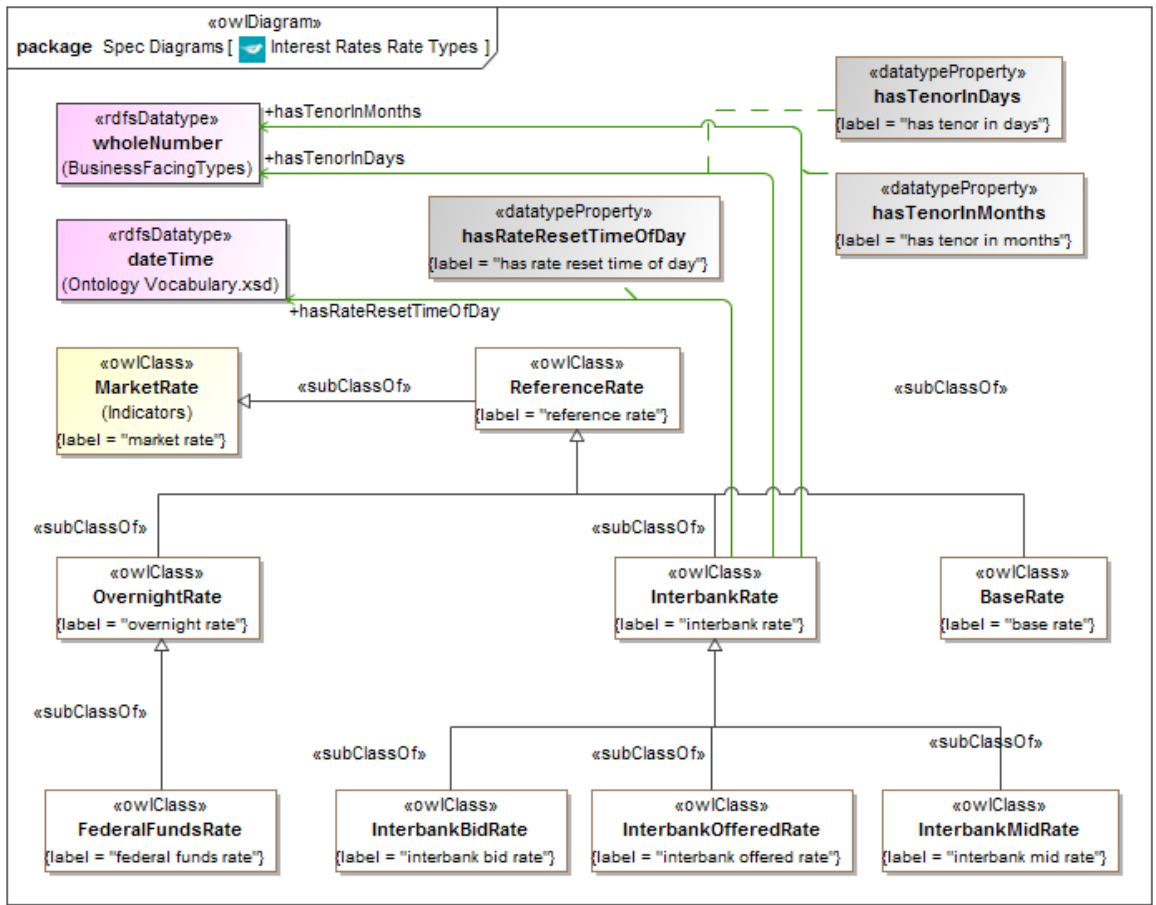 «owlDiagram»
package Spec Diagrams [ Interest Rates Rate Types ]
«datatypeProperty»
hasTenorInDays
{label = "has tenor in days"}
«rdfsDatatype»
wholeNumber
(BusinessFacingTypes)
+hasTenorInMonths
+hasTenorInDays
«datatypeProperty»
hasTenorInMonths
{label = "has tenor in months"}
«datatypeProperty»
hasRateResetTimeOfDay
{label = "has rate reset time of day"}
«rdfsDatatype»
dateTime
(Ontology Vocabulary.xsd)
+hasRateResetTimeOfDay
«owlClass»
MarketRate
(Indicators)
{label = "market rate"}
«subClassOf»
«owlClass»
ReferenceRate
{label = "reference rate"}
«subClassOf»
«subClassOf»
«subClassOf»
«owlClass»
OvernightRate
{label = "overnight rate"}
«owlClass»
InterbankRate
{label = "interbank rate"}
«owlClass»
BaseRate
{label = "base rate"}
«subClassOf»
«subClassOf»
«subClassOf»
«subClassOf»
«owlClass»
FederalFundsRate
{label = "federal funds rate"}
«owlClass»
InterbankBidRate
{label = "interbank bid rate"}
«owlClass»
InterbankOfferedRate
{label = "interbank offered rate"}
«owlClass»
InterbankMidRate
{label = "interbank mid rate"}